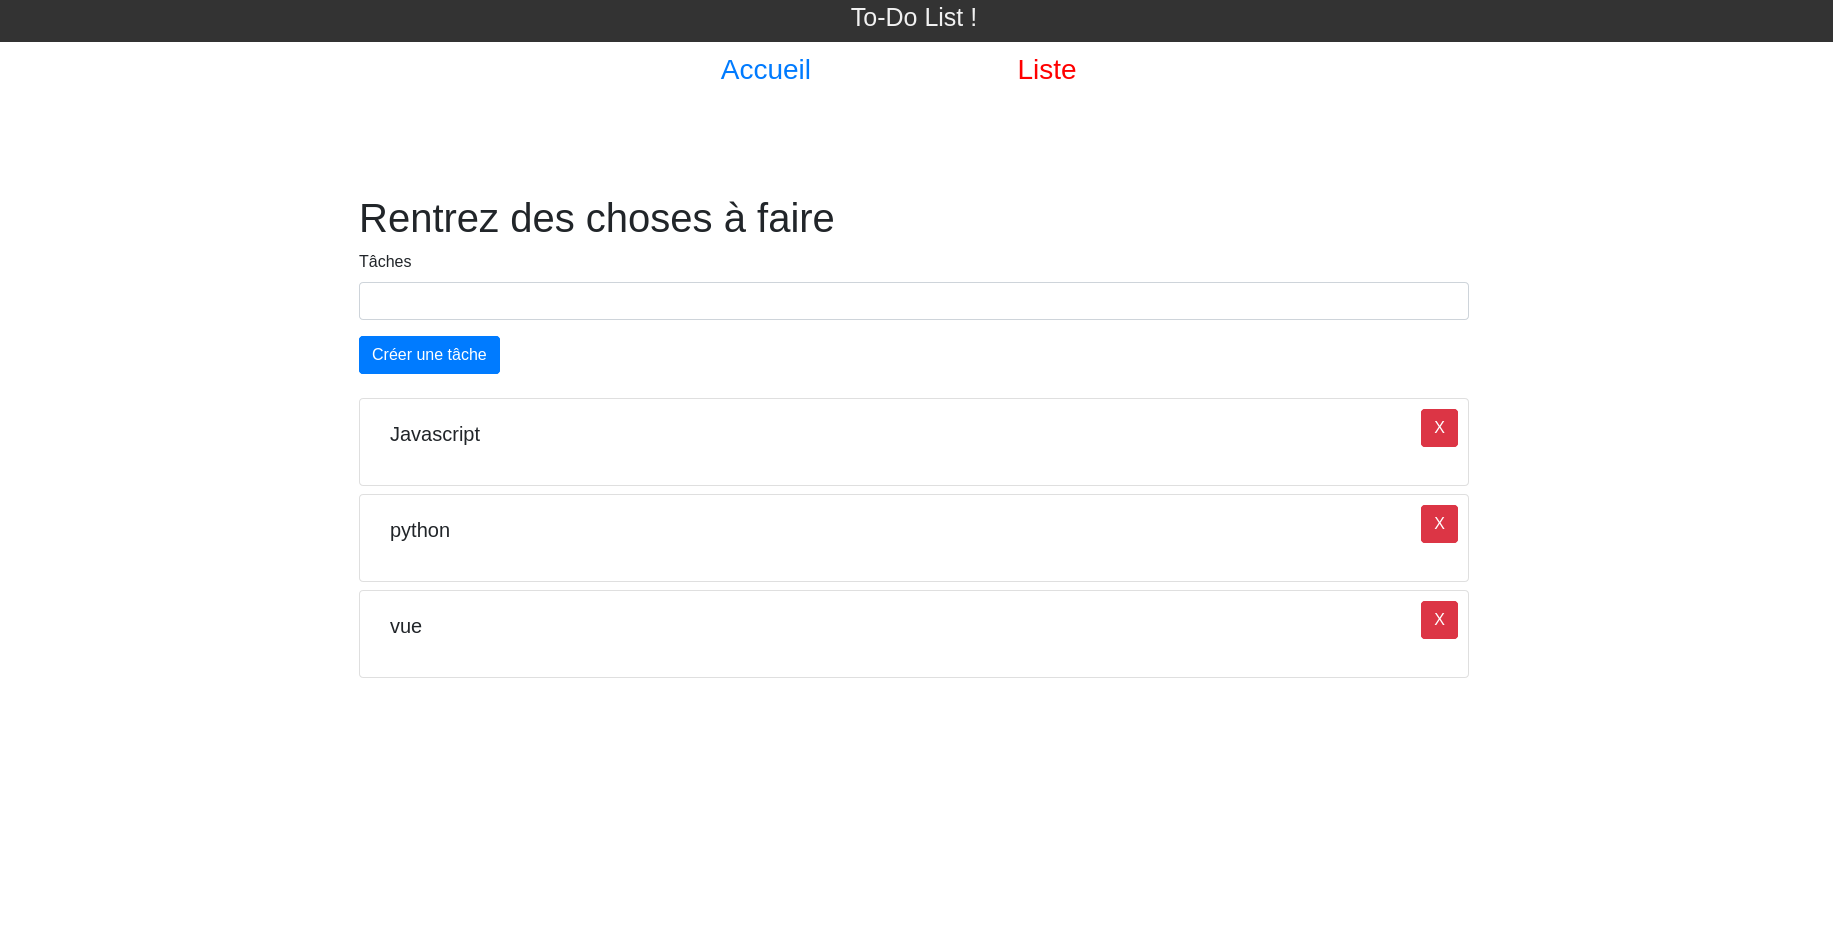 To-Do List !
Accueil Liste
Rentrez des choses à faire
Tâches
Créer une tâche
Javascript X
python X
vue X